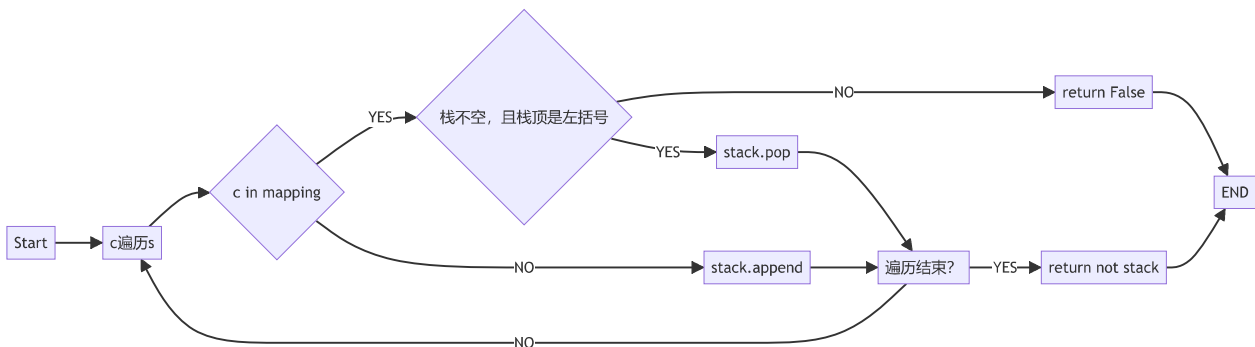 Start
c遍历s
c in mapping
YES
栈不空，且栈顶是左括号
NO
return False
YES
stack.pop
NO
stack.append
遍历结束？
YES
return not stack
END
NO